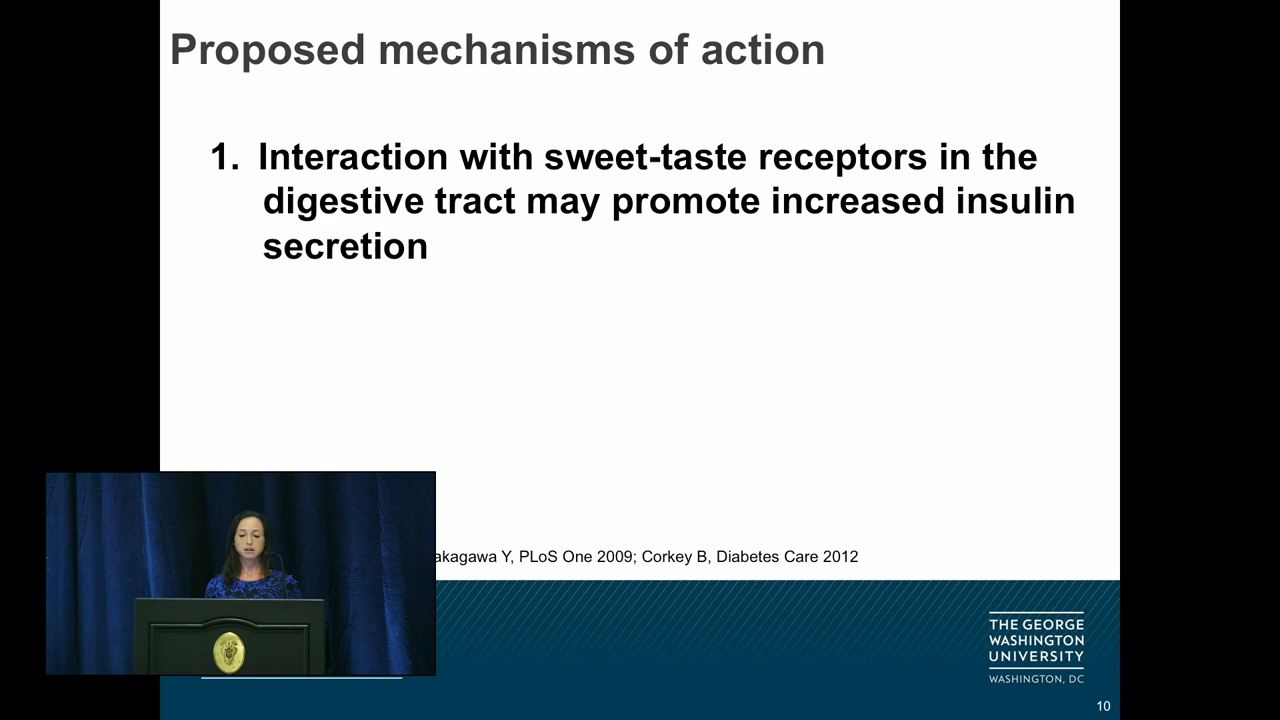 Proposed mechanisms of action
1. Interaction with sweet-taste receptors in the
digestive tract may promote increased insulin
secretion
Y, PLoS One 2009; Corkey B, Diabetes Care 2012
THE GEORGE
WASHINGTON
UNIVERSITY
WASHINGTON, DC
10